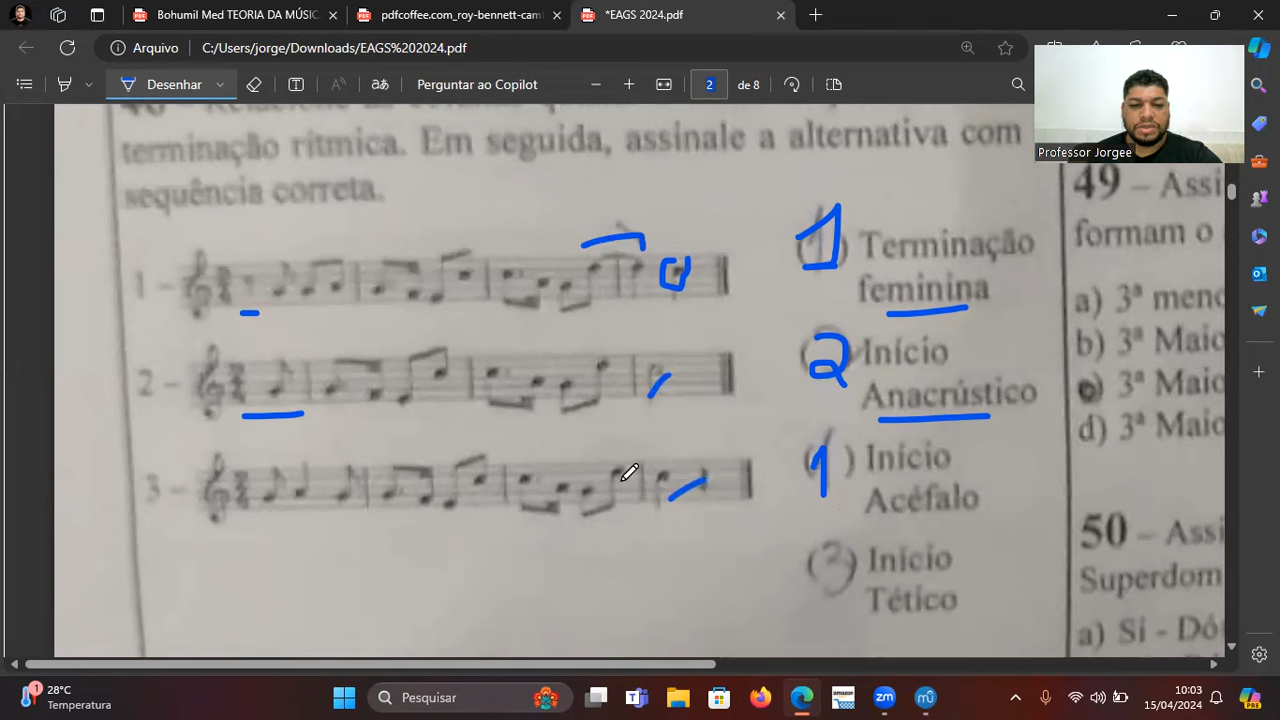 Bohumil Med TEORIA DA MÚSIC
pdfcoffee.com_roy-bennett-caml
*EAGS 2024.pdf
Arquivo
C:/Users/jorge/Downloads/EAGS%202024.pdf
Desenhar
Perguntar ao Copilot
2
de 8
Professor Jorgee
terminação rítmica. Em seguida, assinale a alternativa com
sequência correta.
1 –
2 –
3 –
(1) Terminação
feminina
(2) Início
Anacrústico
(1) Início
Acéfalo
(3) Início
Tético
49 – Assi
formam o
a) 3ª meno
b) 3ª Maio
c) 3ª Maio
d) 3ª Maio
50 – Assi
Superdom
a) Si - Dó
1
28°C
Temperatura
Pesquisar
10:03
15/04/2024